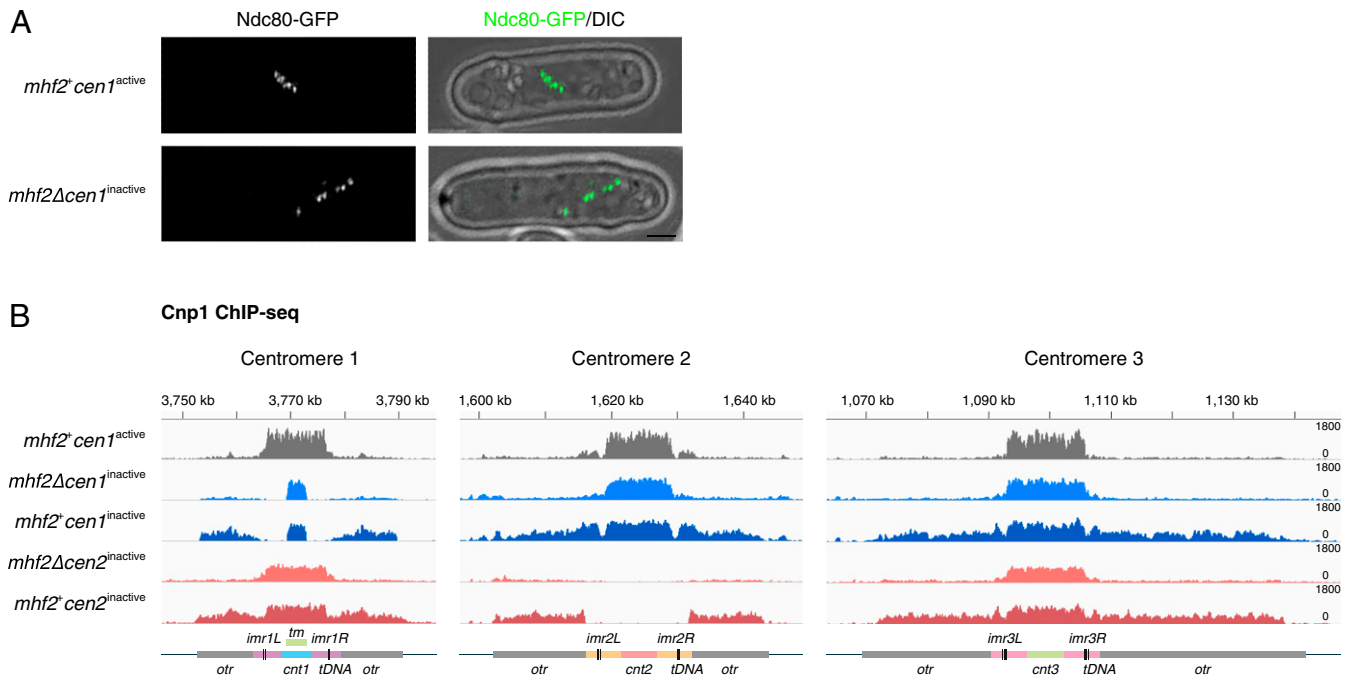 A
Ndc80-GFP
Ndc80-GFP/DIC
mhf2+cen1active
mhf2Δcen1inactive
B
Cnp1 ChIP-seq
Centromere 1
Centromere 2
Centromere 3
3,750 kb 3,770 kb 3,790 kb
1,600 kb 1,620 kb 1,640 kb
1,070 kb 1,090 kb 1,110 kb 1,130 kb
mhf2+cen1active 1800
0
mhf2Δcen1inactive 1800
0
mhf2+cen1inactive 1800
0
mhf2Δcen2inactive 1800
0
mhf2+cen2inactive 1800
0
imr1L tm imr1R
otr cnt1 tDNA otr
imr2L imr2R
otr cnt2 tDNA otr
imr3L imr3R
otr cnt3 tDNA otr